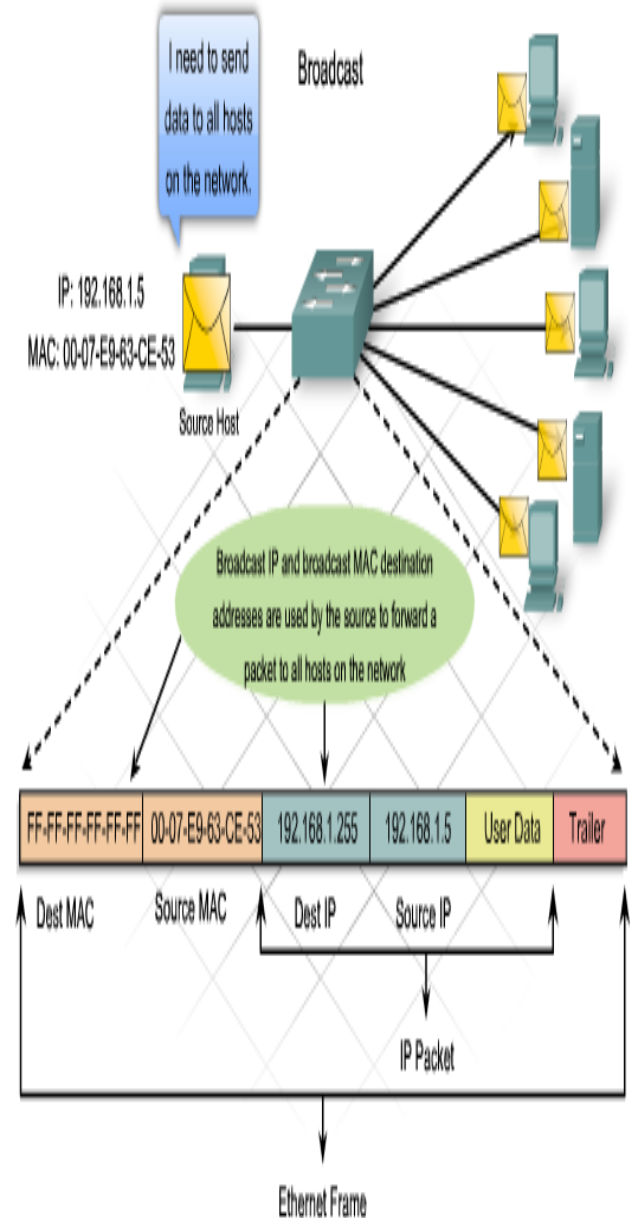 I need to send
data to all hosts
on the network.
Broadcast
IP: 192.168.1.5
MAC: 00-07-E9-63-CE-53
Source Host
Broadcast IP and broadcast MAC destination
addresses are used by the source to forward a
packet to all hosts on the network
FF-FF-FF-FF-FF-FF 00-07-E9-63-CE-53 192.168.1.255 192.168.1.5 User Data Trailer
Dest MAC Source MAC Dest IP Source IP
IP Packet
Ethernet Frame